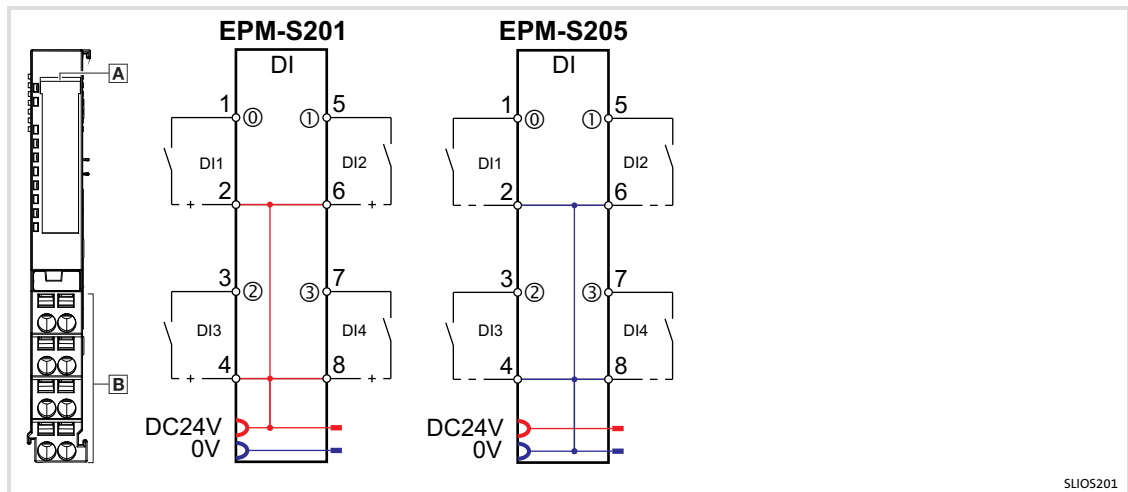 EPM-S201 EPM-S205
A
DI DI
1 ⓪ ① 5 1 ⓪ ① 5
DI1 DI2 DI1 DI2
2 6 2 6
+ + – –
3 ② ③ 7 3 ② ③ 7
DI3 DI4 DI3 DI4
4 8 4 8
+ + – –
B
DC24V DC24V
0V 0V
SLIOS201